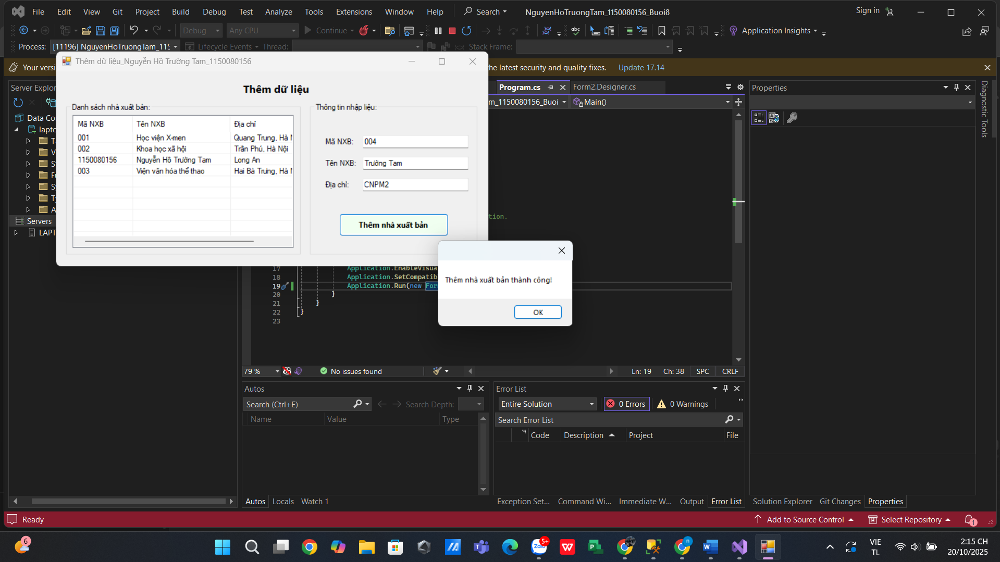 File Edit View Git Project Build Debug Test Analyze Tools Extensions Window Help Search NguyenHoTruongTam_1150080156_Buoi8 Sign in
Debug Any CPU Continue Application Insights
Process: [11196] NguyenHoTruongTam_115 Lifecycle Events Thread: Stack Frame:
Your versi
he latest security and quality fixes. Update 17.14
Server Explor
Data Co
lapto
Servers
LAPT
Thêm dữ liệu_Nguyễn Hồ Trường Tam_1150080156
Thêm dữ liệu
Danh sách nhà xuất bản:
Mã NXB Tên NXB Địa chỉ
001 Học viện X-men Quang Trung, Hà N
002 Khoa học xã hội Trần Phú, Hà Nội
1150080156 Nguyễn Hồ Trường Tam Long An
003 Viện văn hóa thể thao Hai Bà Trưng, Hà N
Thông tin nhập liệu:
Mã NXB: 004
Tên NXB: Trường Tam
Địa chỉ: CNPM2
Thêm nhà xuất bản
Program.cs Form2.Designer.cs
m_1150080156_Buoi Main()
tion.
17 Application.EnableVisua
18 Application.SetCompatib
19 Application.Run(new For
20 }
21 }
22 }
23
Thêm nhà xuất bản thành công!
OK
79 % No issues found Ln: 19 Ch: 38 SPC CRLF
Autos
Search (Ctrl+E) Search Depth:
Name Value Type
Autos Locals Watch 1
Error List
Entire Solution 0 Errors 0 Warnings
Search Error List
Code Description Project File
Exception Set... Command Wi... Immediate W... Output Error List
Properties
Diagnostic Tools
Solution Explorer Git Changes Properties
Ready Add to Source Control Select Repository 1
6
Zalo 5+
VIE
TL
2:15 CH
20/10/2025